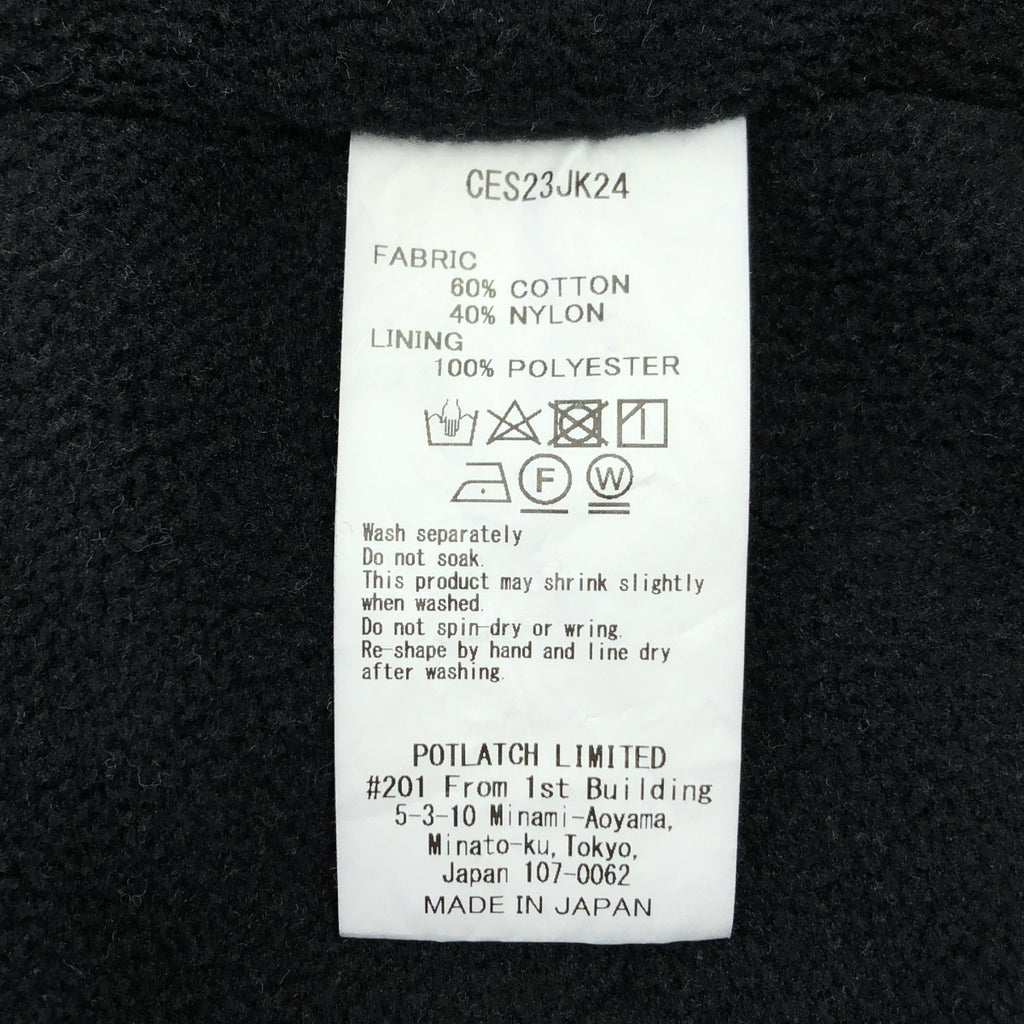 CES23JK24
FABRIC
60% COTTON
40% NYLON
LINING
100% POLYESTER
F W
Wash separately
Do not soak.
This product may shrink slightly
when washed.
Do not spin-dry or wring.
Re-shape by hand and line dry
after washing.
POTLATCH LIMITED
#201 From 1st Building
5-3-10 Minami-Aoyama,
Minato-ku, Tokyo,
Japan 107-0062
MADE IN JAPAN